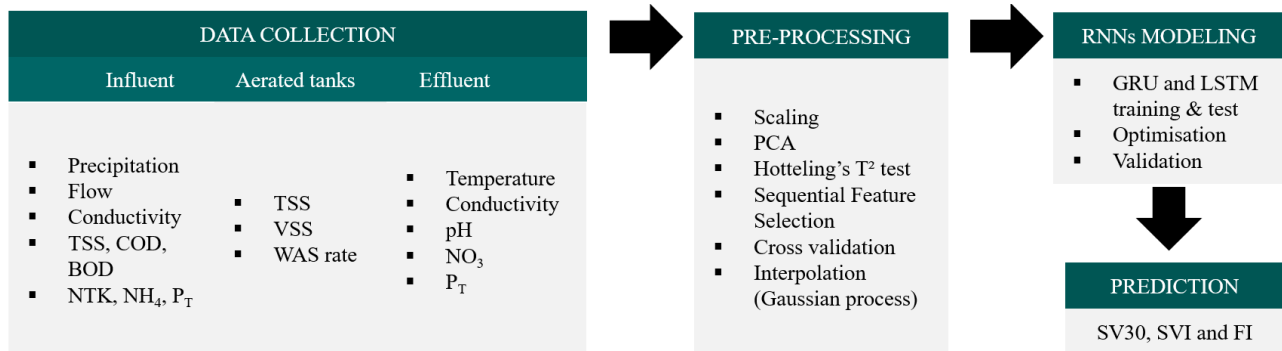 DATA COLLECTION
Influent
Aerated tanks
Effluent
▪ Precipitation
▪ Flow
▪ Conductivity
▪ TSS, COD,
BOD
▪ NTK, NH₄, P_T
▪ TSS
▪ VSS
▪ WAS rate
▪ Temperature
▪ Conductivity
▪ pH
▪ NO₃
▪ P_T
PRE-PROCESSING
▪ Scaling
▪ PCA
▪ Hotteling’s T² test
▪ Sequential Feature
Selection
▪ Cross validation
▪ Interpolation
(Gaussian process)
RNNs MODELING
▪ GRU and LSTM
training & test
▪ Optimisation
▪ Validation
PREDICTION
SV30, SVI and FI